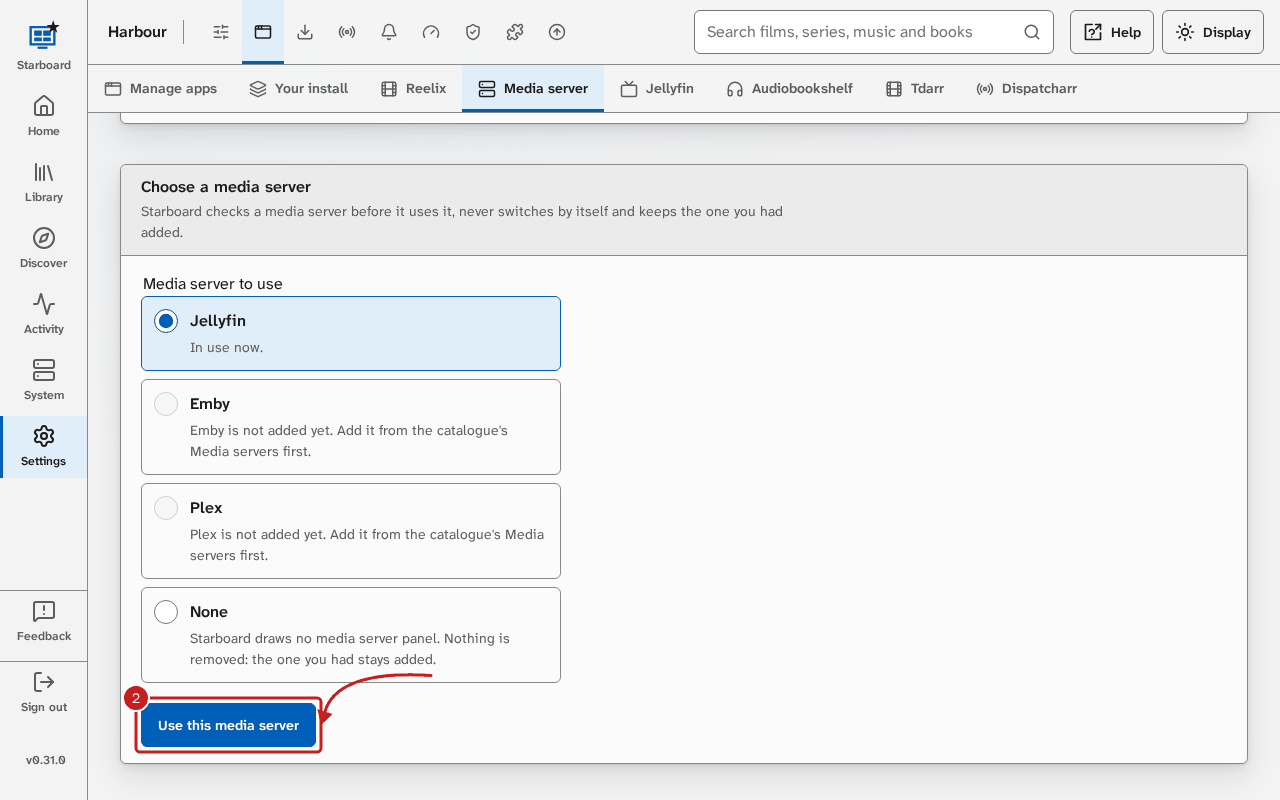 Starboard
Home
Library
Discover
Activity
System
Settings
Feedback
Sign out
v0.31.0
Harbour
Search films, series, music and books
Help
Display
Manage apps
Your install
Reelix
Media server
Jellyfin
Audiobookshelf
Tdarr
Dispatcharr
Choose a media server
Starboard checks a media server before it uses it, never switches by itself and keeps the one you had
added.
Media server to use
Jellyfin
In use now.
Emby
Emby is not added yet. Add it from the catalogue's
Media servers first.
Plex
Plex is not added yet. Add it from the catalogue's Media
servers first.
None
Starboard draws no media server panel. Nothing is
removed: the one you had stays added.
2
Use this media server